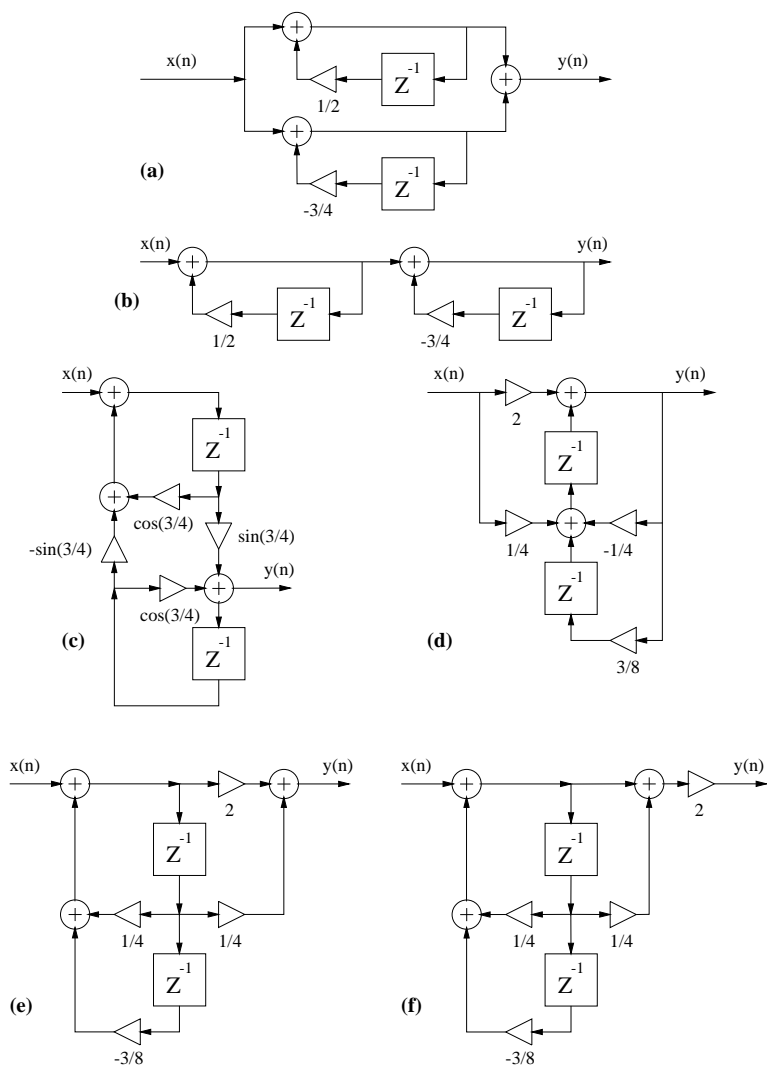 x(n)
+
Z-1
1/2
+
y(n)
+
Z-1
-3/4
(a)
x(n)
+
+
y(n)
Z-1
1/2
Z-1
-3/4
(b)
x(n)
+
Z-1
+
cos(3/4)
sin(3/4)
-sin(3/4)
cos(3/4)
+
y(n)
Z-1
(c)
x(n)
2
+
y(n)
Z-1
1/4
+
-1/4
Z-1
3/8
(d)
x(n)
+
2
+
y(n)
Z-1
+
1/4
1/4
Z-1
-3/8
(e)
x(n)
+
+
2
y(n)
Z-1
+
1/4
1/4
Z-1
-3/8
(f)